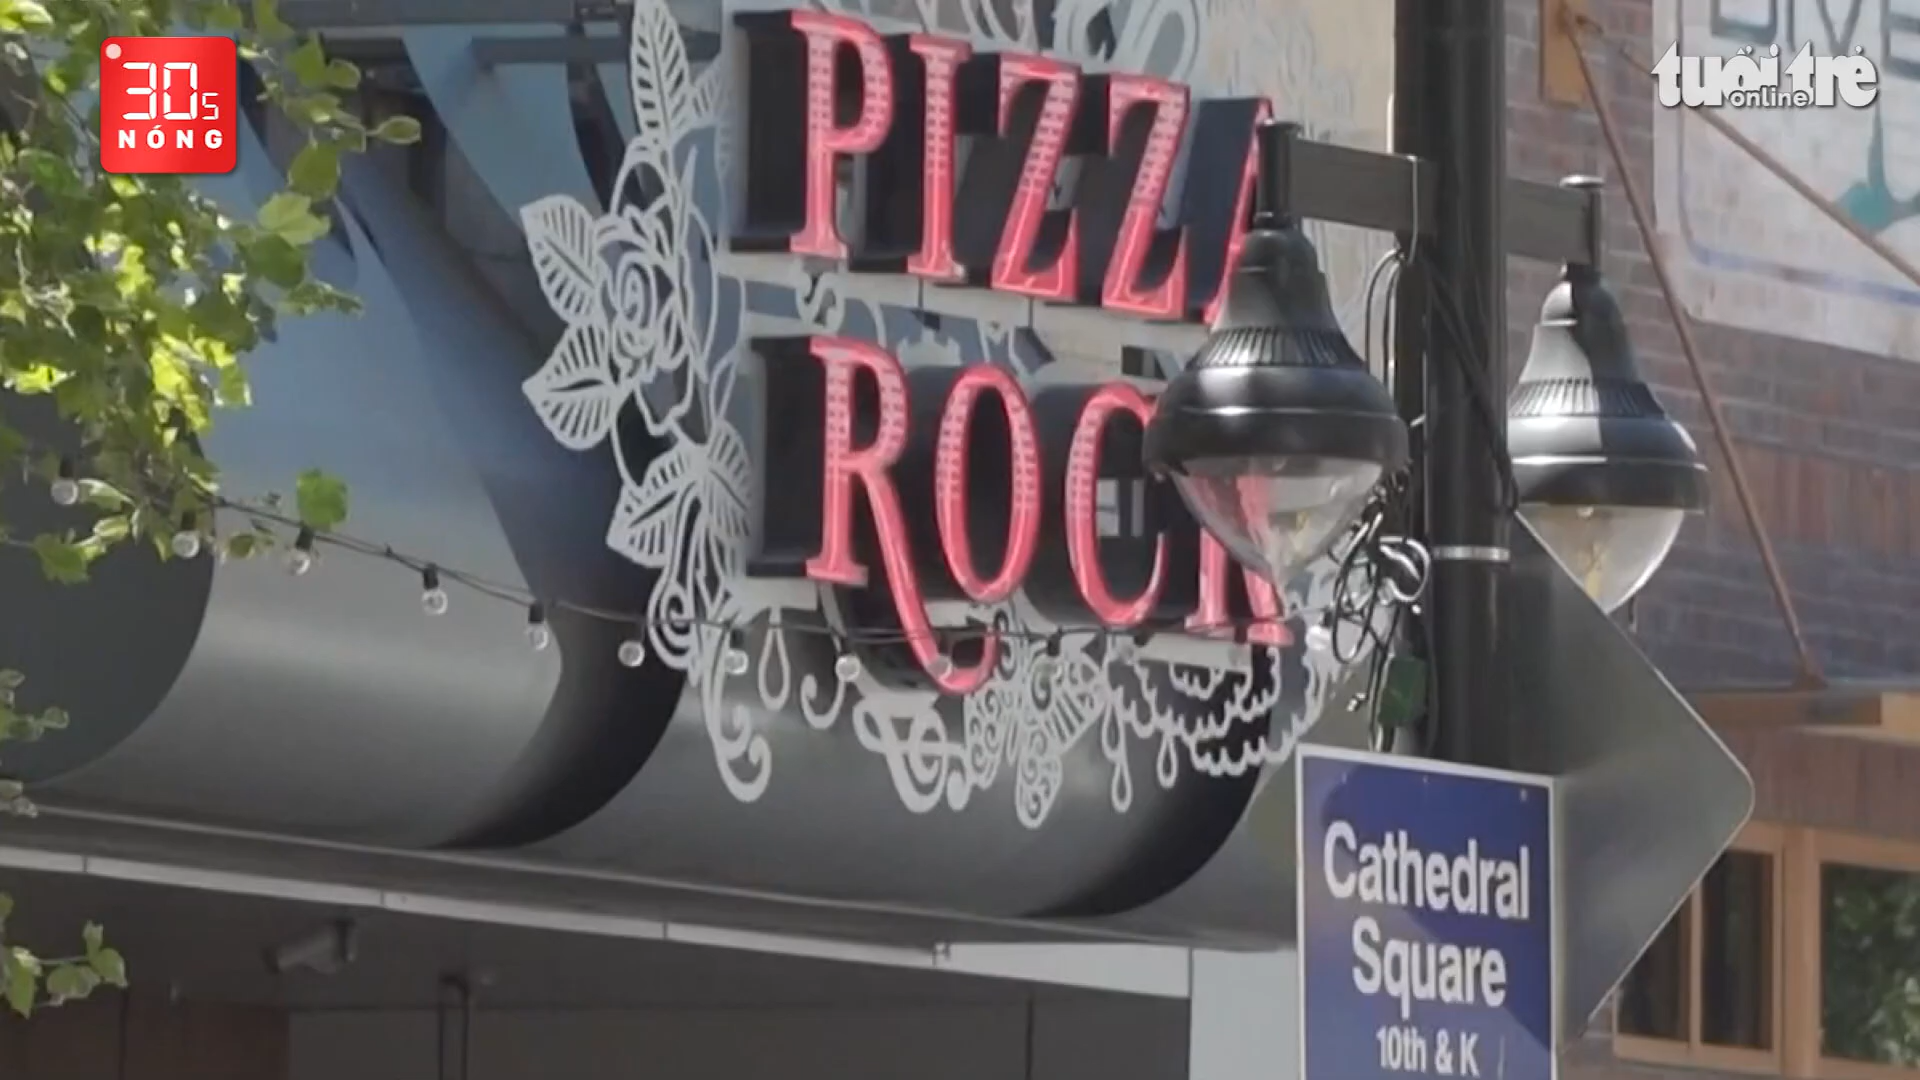 30s
NÓNG
tuổi trẻ
online
PIZZA
ROCK
Cathedral
Square
10th & K